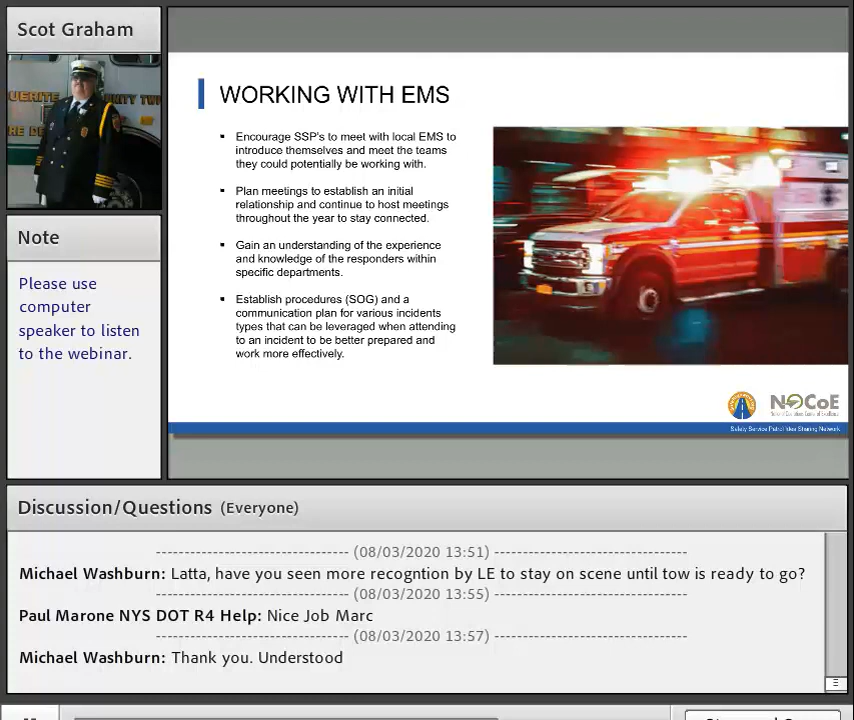 Scot Graham
WORKING WITH EMS
▪ Encourage SSP's to meet with local EMS to
introduce themselves and meet the teams
they could potentially be working with.
▪ Plan meetings to establish an initial
relationship and continue to host meetings
throughout the year to stay connected.
▪ Gain an understanding of the experience
and knowledge of the responders within
specific departments.
▪ Establish procedures (SOG) and a
communication plan for various incidents
types that can be leveraged when attending
to an incident to be better prepared and
work more effectively.
NOCoE
Safety Service Patrol Idea Sharing Network
Note
Please use
computer
speaker to listen
to the webinar.
Discussion/Questions (Everyone)
--------------------------------- (08/03/2020 13:51) ---------------------------------
Michael Washburn: Latta, have you seen more recogntion by LE to stay on scene until tow is ready to go?
--------------------------------- (08/03/2020 13:55) ---------------------------------
Paul Marone NYS DOT R4 Help: Nice Job Marc
--------------------------------- (08/03/2020 13:57) ---------------------------------
Michael Washburn: Thank you. Understood